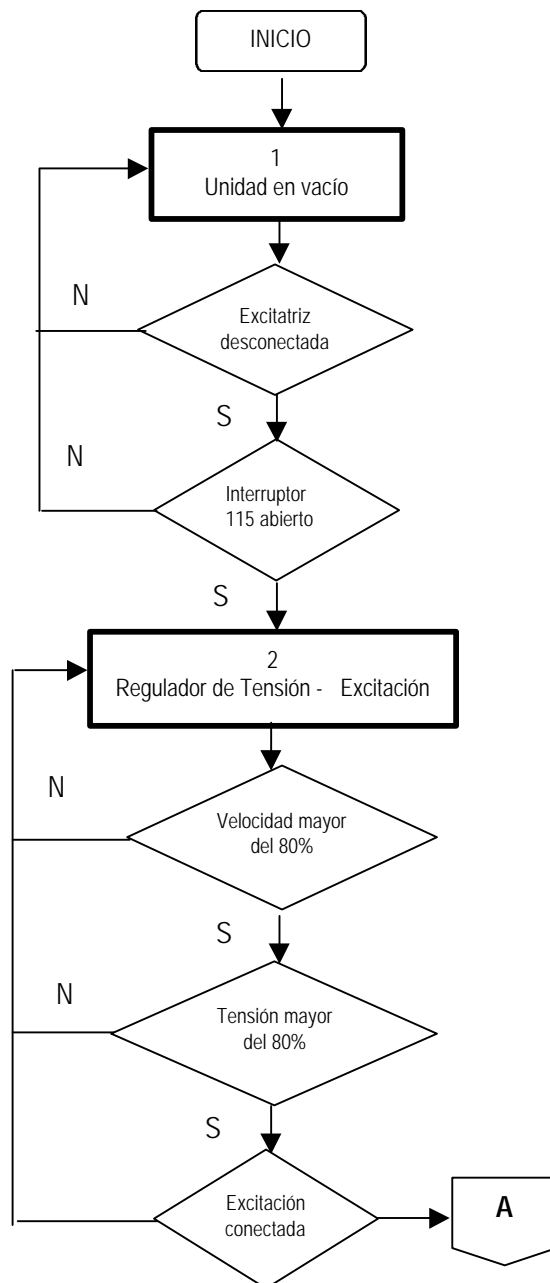 INICIO
1
Unidad en vacío
N
Excitatriz
desconectada
S
N
Interruptor
115 abierto
S
2
Regulador de Tensión - Excitación
N
Velocidad mayor
del 80%
S
N
Tensión mayor
del 80%
S
Excitación
conectada
A